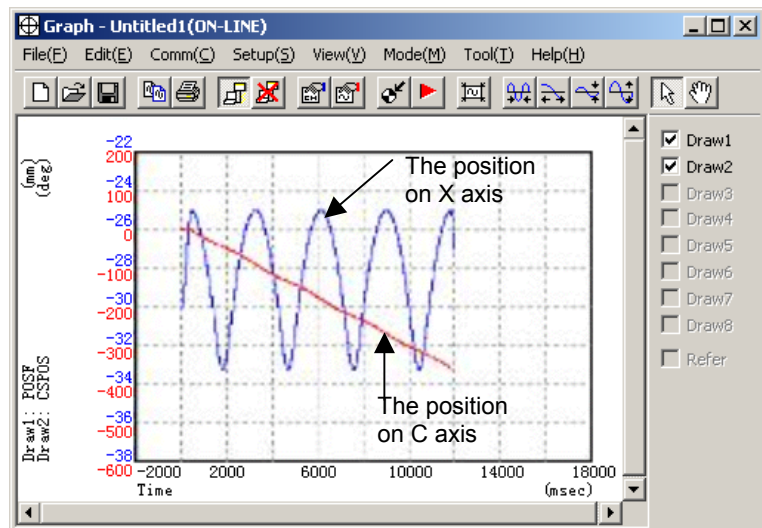 Graph - Untitled1(ON-LINE)
File(F) Edit(E) Comm(C) Setup(S) View(V) Mode(M) Tool(T) Help(H)
(mm)
(deg)
-22
200
-24
100
-26
0
-28
-100
-30
-200
-32
-300
-34
-400
-36
-500
-38
-600
-2000 2000 6000 10000 14000 18000
Time (msec)
The position
on X axis
The position
on C axis
Draw1: POSF
Draw2: CSPOS
Draw1
Draw2
Draw3
Draw4
Draw5
Draw6
Draw7
Draw8
Refer